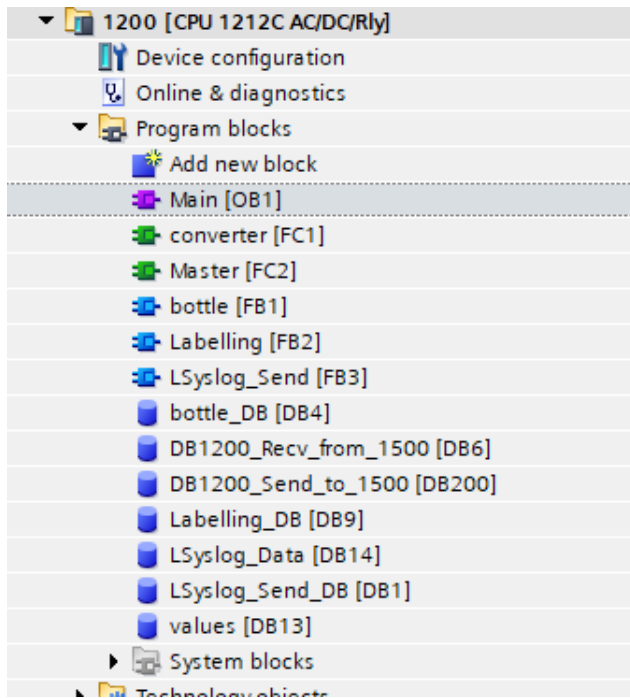 1200 [CPU 1212C AC/DC/Rly]
Device configuration
Online & diagnostics
Program blocks
Add new block
Main [OB1]
converter [FC1]
Master [FC2]
bottle [FB1]
Labelling [FB2]
LSyslog_Send [FB3]
bottle_DB [DB4]
DB1200_Recv_from_1500 [DB6]
DB1200_Send_to_1500 [DB200]
Labelling_DB [DB9]
LSyslog_Data [DB14]
LSyslog_Send_DB [DB1]
values [DB13]
System blocks
Technology objects